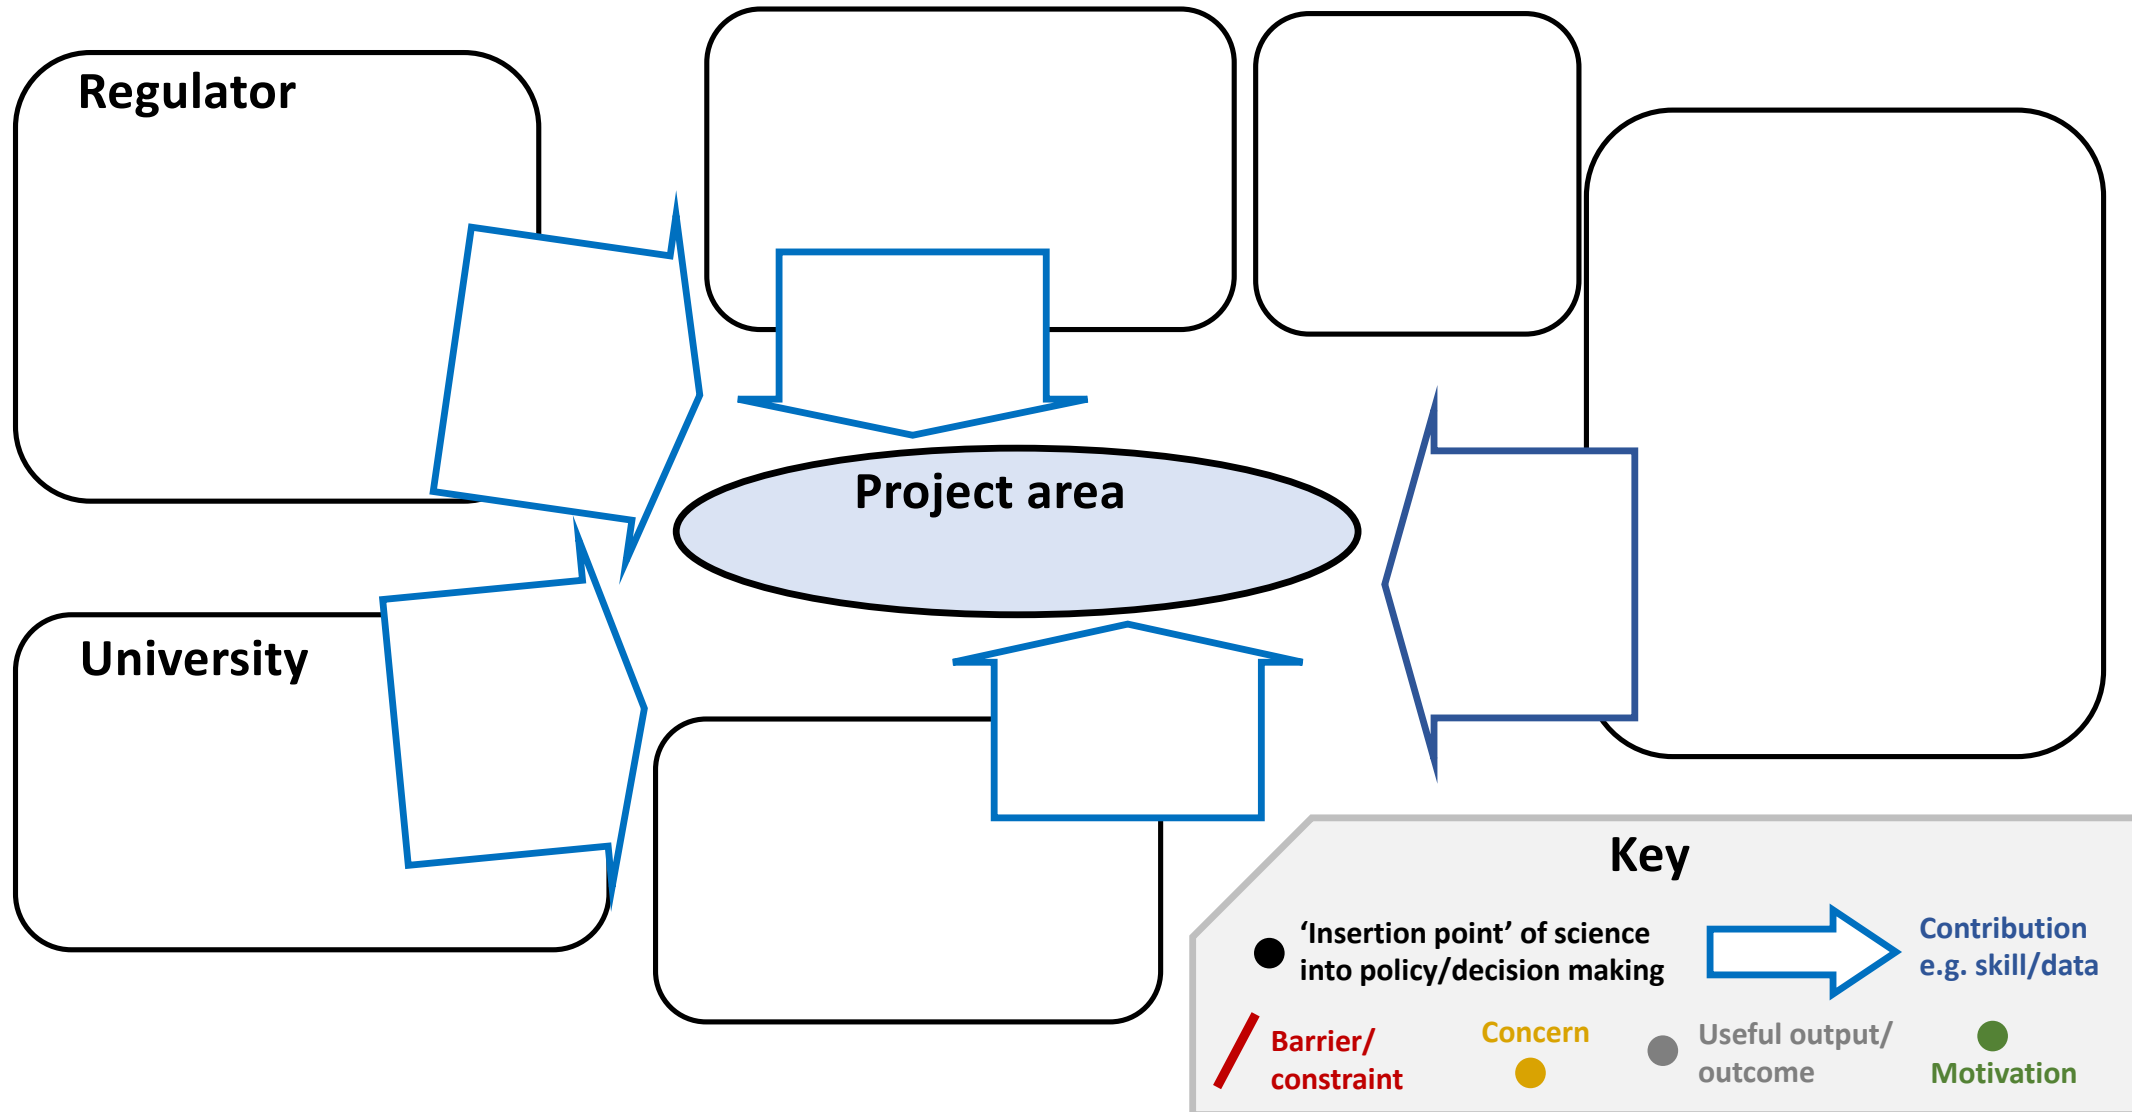 Regulator
Project area
University
Key
‘Insertion point’ of science
into policy/decision making
Contribution
e.g. skill/data
Barrier/
constraint
Concern
Useful output/
outcome
Motivation